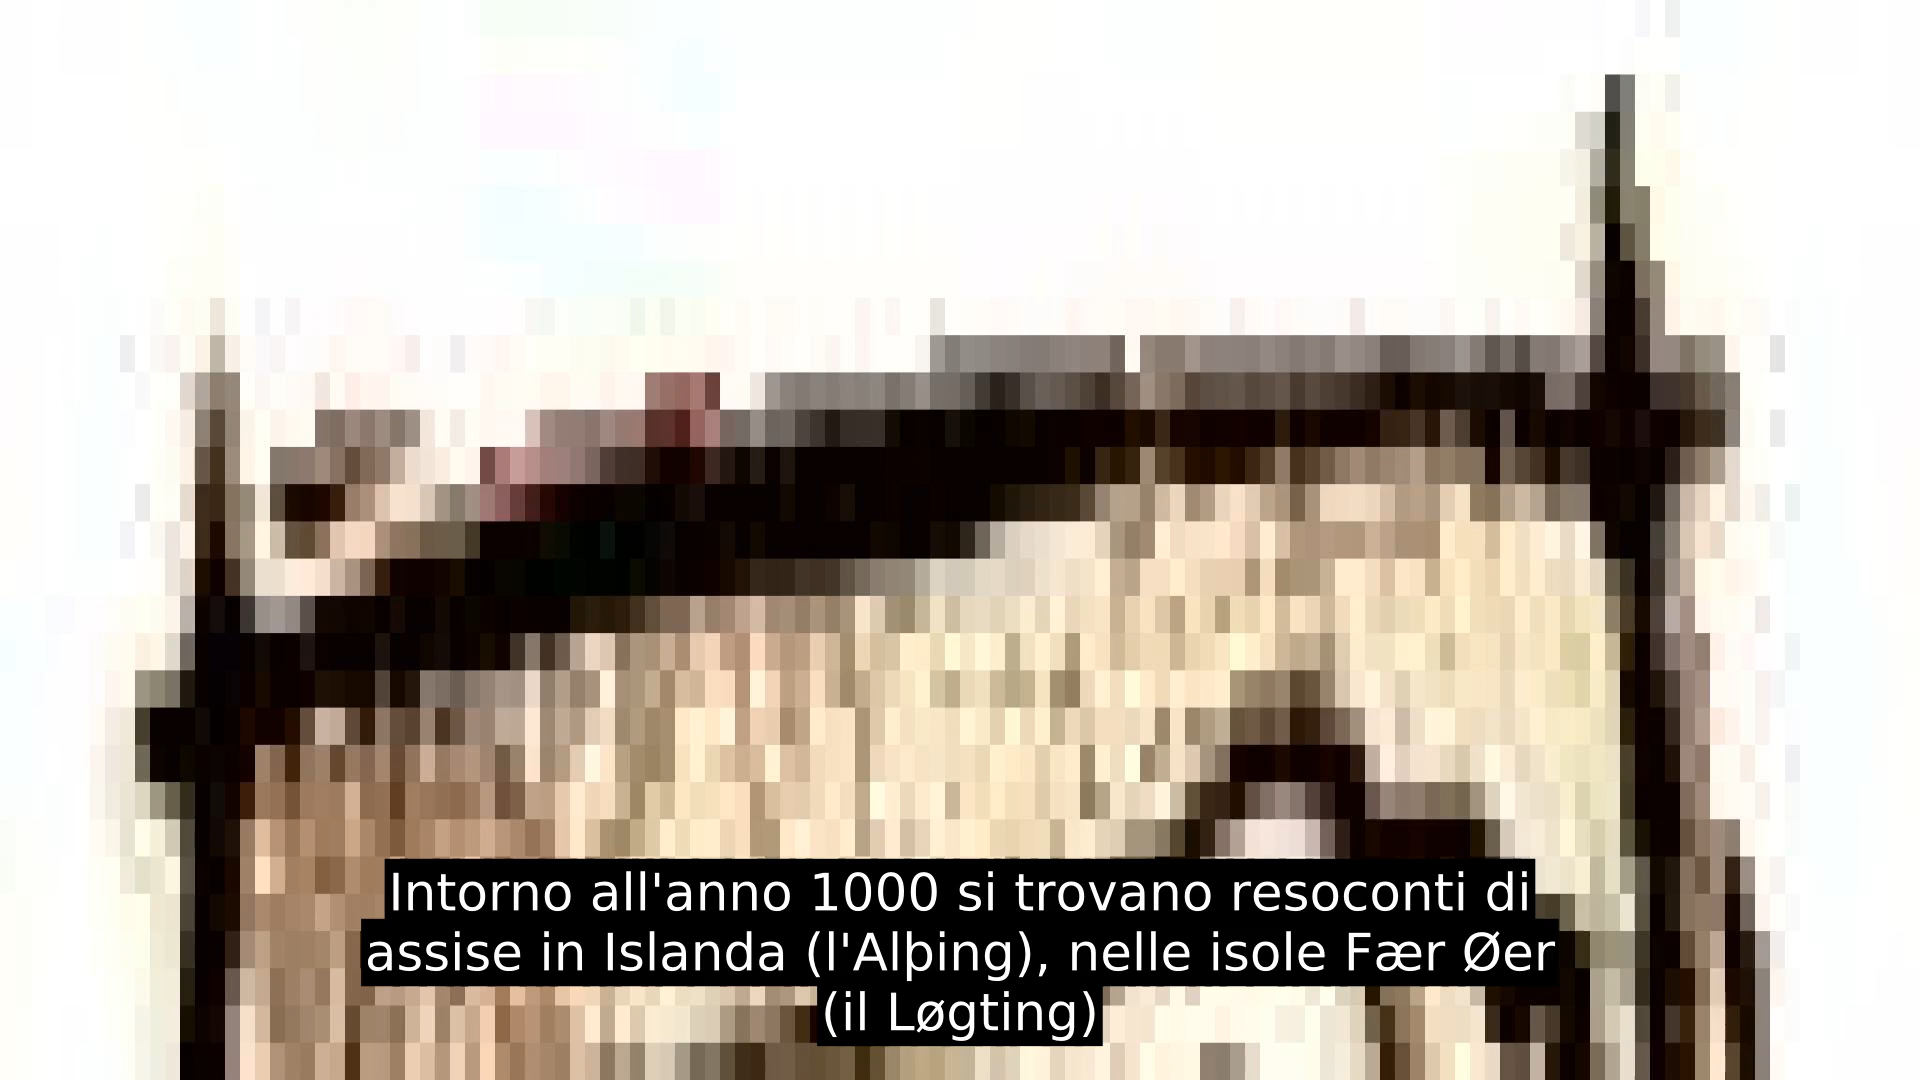 Intorno all'anno 1000 si trovano resoconti di
assise in Islanda (l'Alþing), nelle isole Fær Øer
(il Løgting)